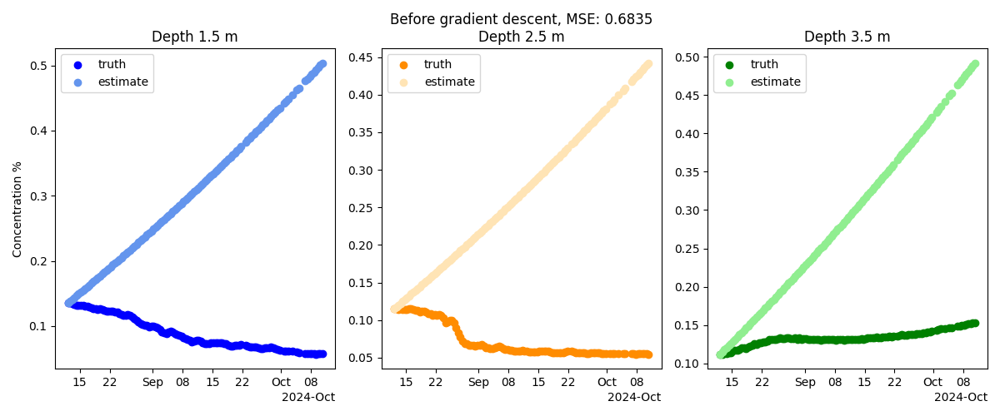 Before gradient descent, MSE: 0.6835
Depth 1.5 m
Depth 2.5 m
Depth 3.5 m
truth
estimate
truth
estimate
truth
estimate
Concentration %
0.5
0.4
0.3
0.2
0.1
0.45
0.40
0.35
0.30
0.25
0.20
0.15
0.10
0.05
0.50
0.45
0.40
0.35
0.30
0.25
0.20
0.15
0.10
15 22 Sep 08 15 22 Oct 08
2024-Oct
15 22 Sep 08 15 22 Oct 08
2024-Oct
15 22 Sep 08 15 22 Oct 08
2024-Oct